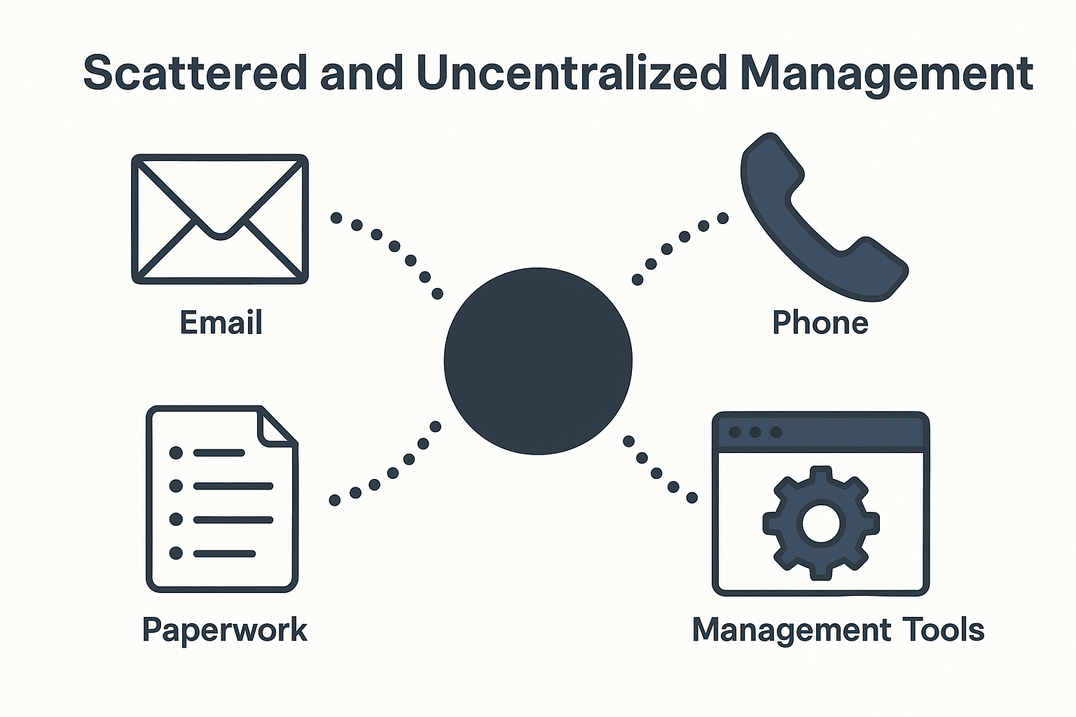 Scattered and Uncentralized Management
Email
Phone
Paperwork
Management Tools